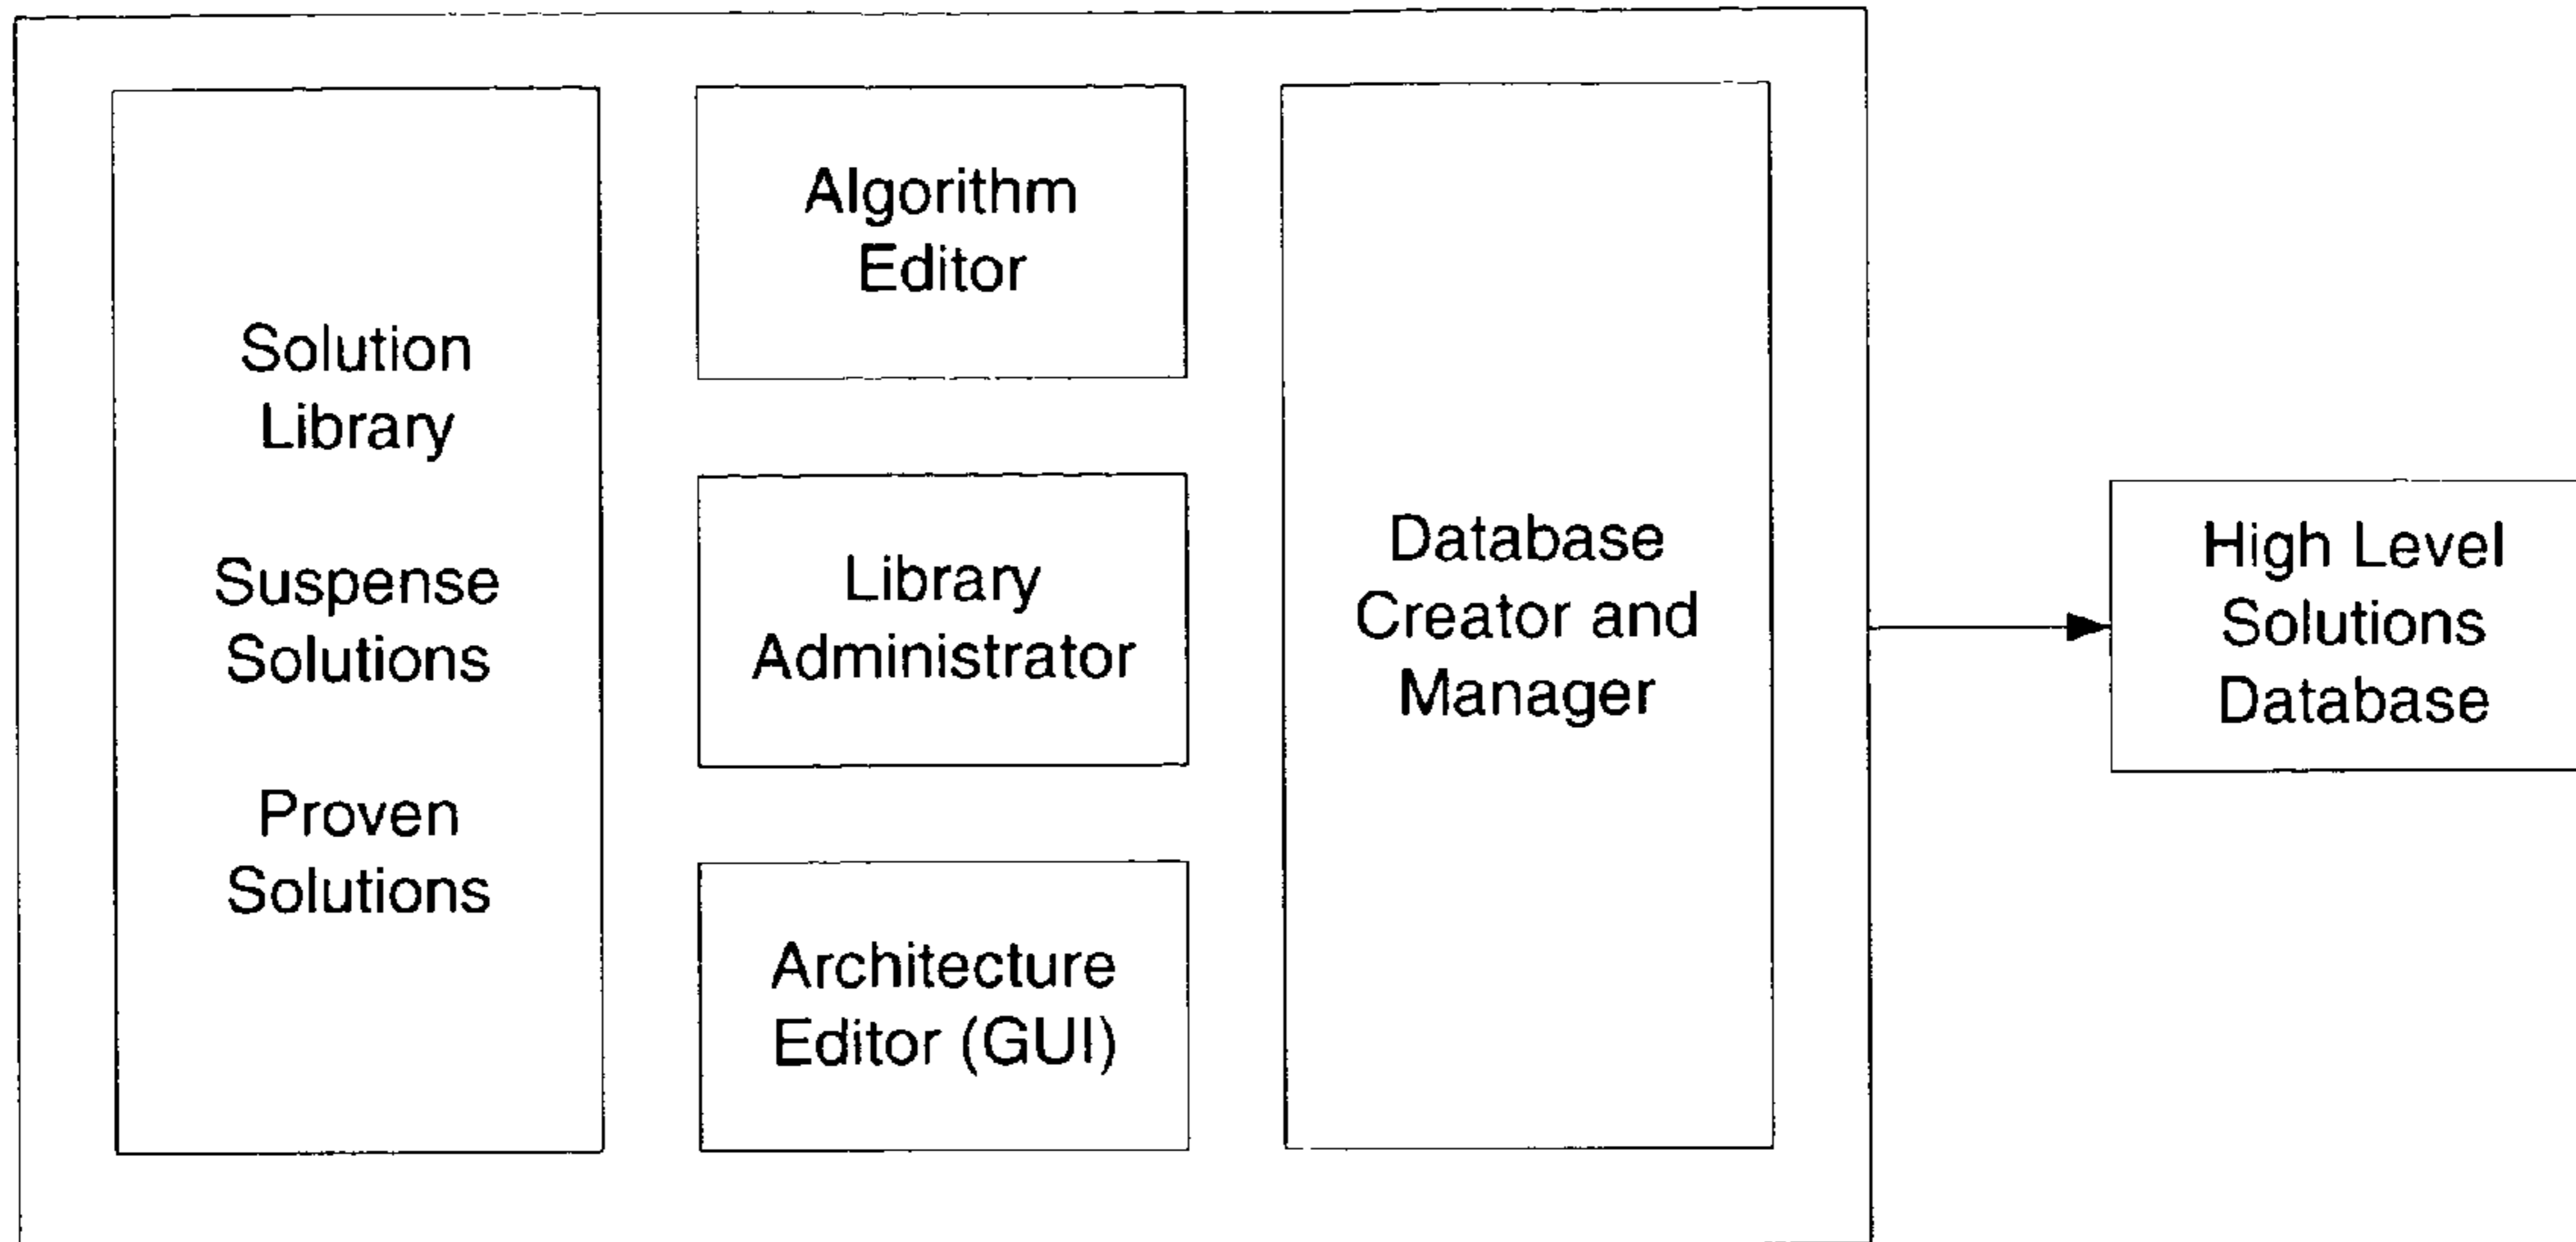 Solution
Library
Suspense
Solutions
Proven
Solutions
Algorithm
Editor
Library
Administrator
Architecture
Editor (GUI)
Database
Creator and
Manager
High Level
Solutions
Database